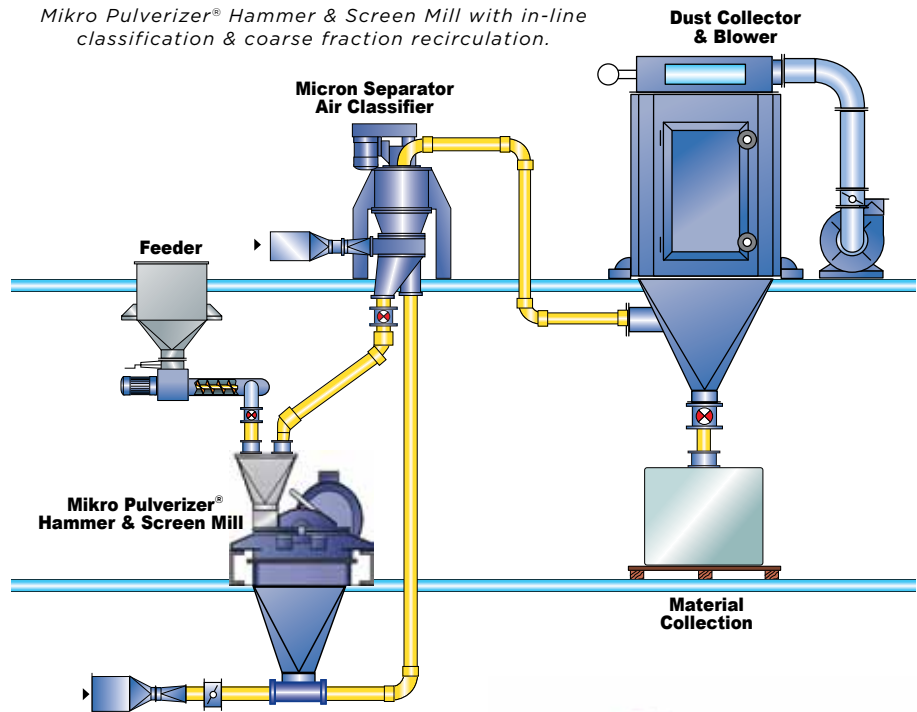 Mikro Pulverizer® Hammer & Screen Mill with in-line
classification & coarse fraction recirculation.
Dust Collector
& Blower
Micron Separator
Air Classifier
Feeder
Mikro Pulverizer®
Hammer & Screen Mill
Material
Collection